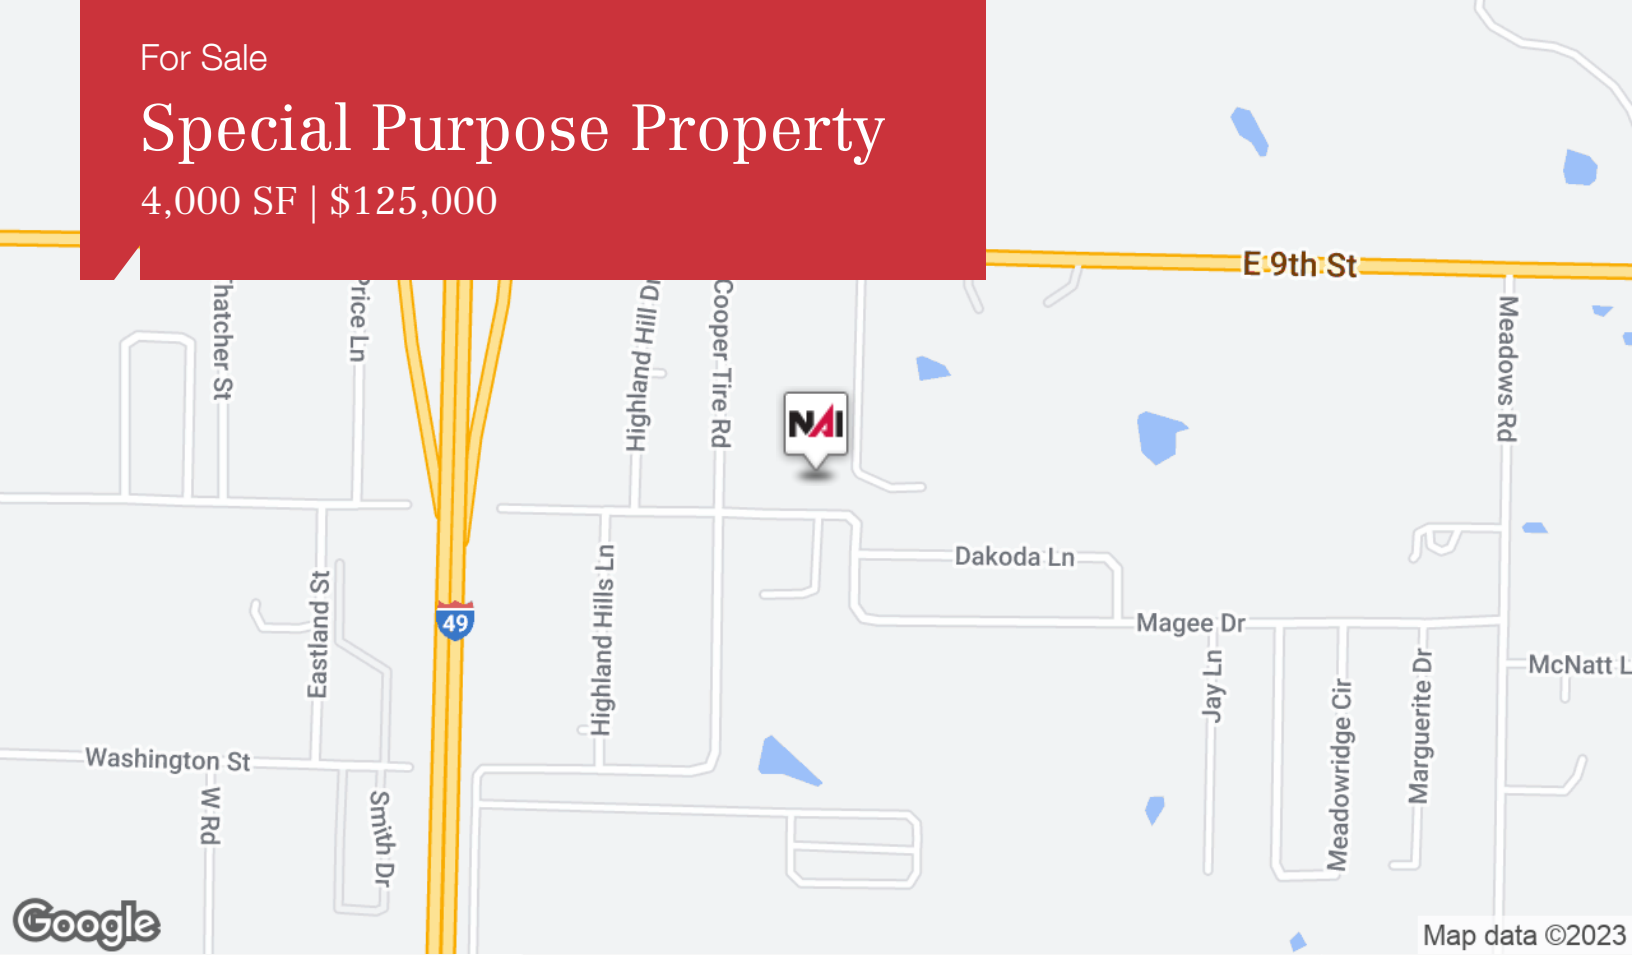 For Sale
Special Purpose Property
4,000 SF | $125,000
E 9th St
Thatcher St
Price Ln
Highland Hill Dr
Cooper Tire Rd
Meadows Rd
NAI
Dakoda Ln
Highland Hills Ln
Eastland St
49
Magee Dr
Jay Ln
McNatt L
Meadowridge Cir
Marguerite Dr
Washington St
W Rd
Smith Dr
Google
Map data ©2023